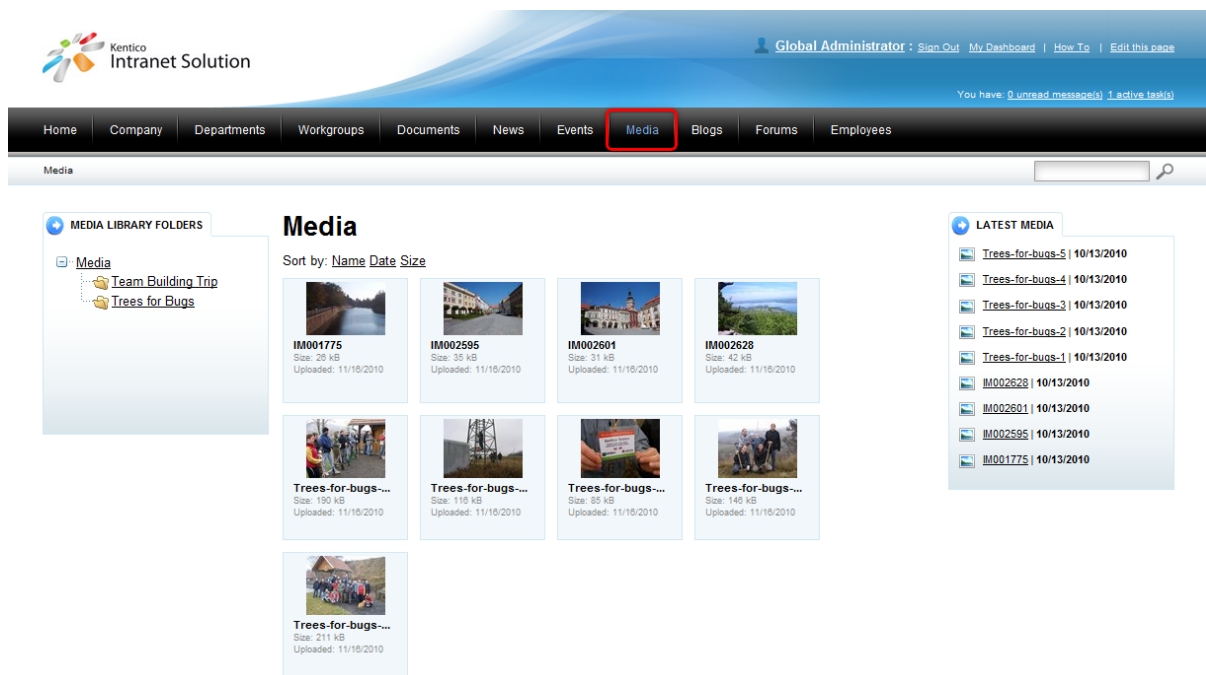 Kentico
Intranet Solution
Global Administrator : Sign Out My Dashboard | How To | Edit this page
You have: 0 unread message(s) 1 active task(s)
Home Company Departments Workgroups Documents News Events Media Blogs Forums Employees
Media
MEDIA LIBRARY FOLDERS
Media
Team Building Trip
Trees for Bugs
Media
Sort by: Name Date Size
IM001775
Size: 26 kB
Uploaded: 11/16/2010
IM002595
Size: 35 kB
Uploaded: 11/16/2010
IM002601
Size: 31 kB
Uploaded: 11/16/2010
IM002628
Size: 42 kB
Uploaded: 11/16/2010
Trees-for-bugs-...
Size: 190 kB
Uploaded: 11/16/2010
Trees-for-bugs-...
Size: 116 kB
Uploaded: 11/16/2010
Trees-for-bugs-...
Size: 85 kB
Uploaded: 11/16/2010
Trees-for-bugs-...
Size: 146 kB
Uploaded: 11/16/2010
Trees-for-bugs-...
Size: 211 kB
Uploaded: 11/16/2010
LATEST MEDIA
Trees-for-bugs-5 | 10/13/2010
Trees-for-bugs-4 | 10/13/2010
Trees-for-bugs-3 | 10/13/2010
Trees-for-bugs-2 | 10/13/2010
Trees-for-bugs-1 | 10/13/2010
IM002628 | 10/13/2010
IM002601 | 10/13/2010
IM002595 | 10/13/2010
IM001775 | 10/13/2010